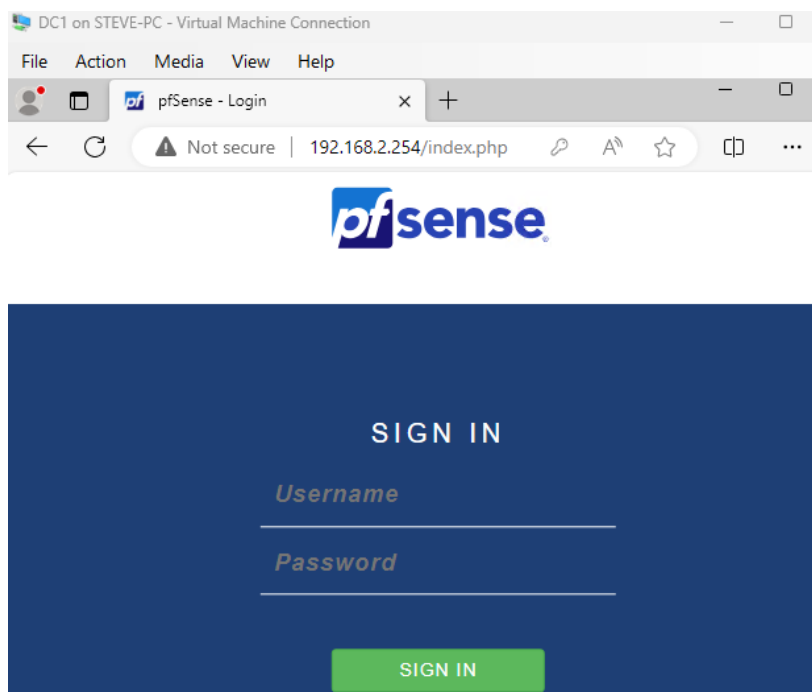 DC1 on STEVE-PC - Virtual Machine Connection
File Action Media View Help
pf pfSense - Login
Not secure | 192.168.2.254/index.php
pfsense®
SIGN IN
Username
Password
SIGN IN